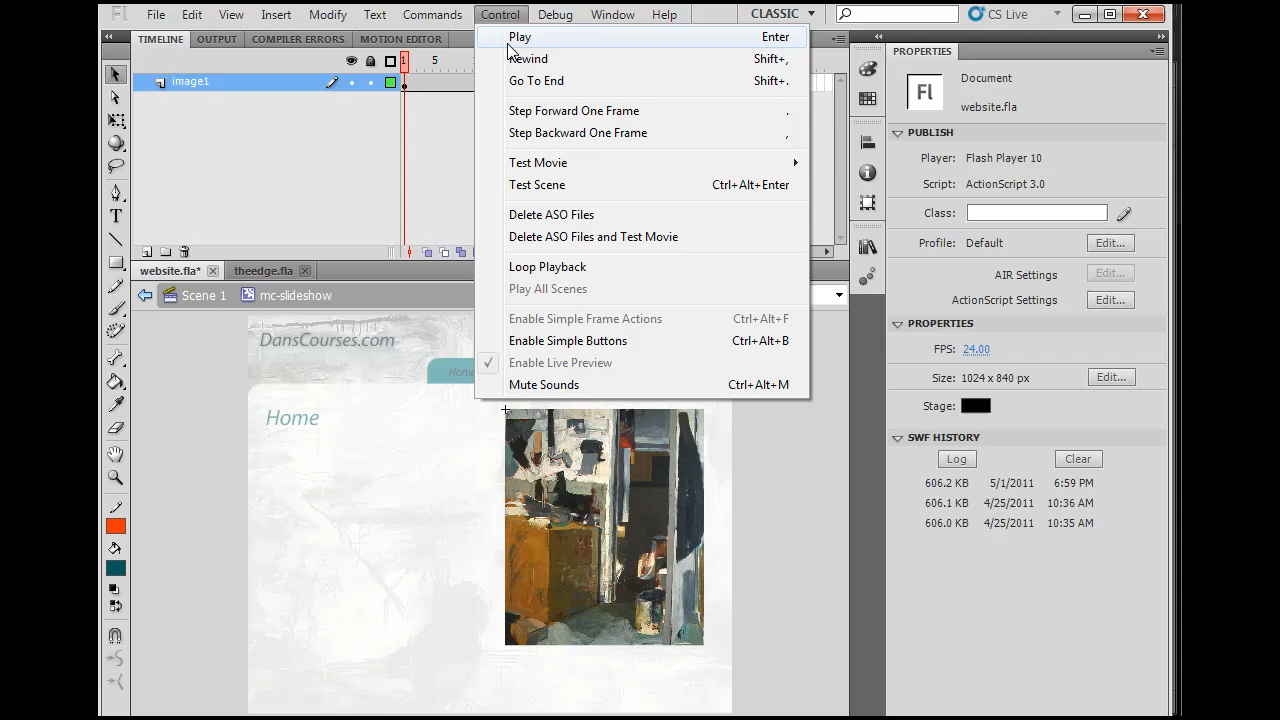 Fl File Edit View Insert Modify Text Commands Control Debug Window Help CLASSIC CS Live
TIMELINE OUTPUT COMPILER ERRORS MOTION EDITOR
1 5
image1
Play Enter
Rewind Shift+,
Go To End Shift+.
Step Forward One Frame .
Step Backward One Frame ,
Test Movie
Test Scene Ctrl+Alt+Enter
Delete ASO Files
Delete ASO Files and Test Movie
Loop Playback
Play All Scenes
Enable Simple Frame Actions Ctrl+Alt+F
Enable Simple Buttons Ctrl+Alt+B
Enable Live Preview
Mute Sounds Ctrl+Alt+M
website.fla* theedge.fla
Scene 1 mc-slideshow
DansCourses.com
Home
Home
PROPERTIES
Fl
Document
website.fla
PUBLISH
Player: Flash Player 10
Script: ActionScript 3.0
Class:
Profile: Default Edit...
AIR Settings Edit...
ActionScript Settings Edit...
PROPERTIES
FPS: 24.00
Size: 1024 x 840 px Edit...
Stage:
SWF HISTORY
Log Clear
606.2 KB 5/1/2011 6:59 PM
606.1 KB 4/25/2011 10:36 AM
606.0 KB 4/25/2011 10:35 AM